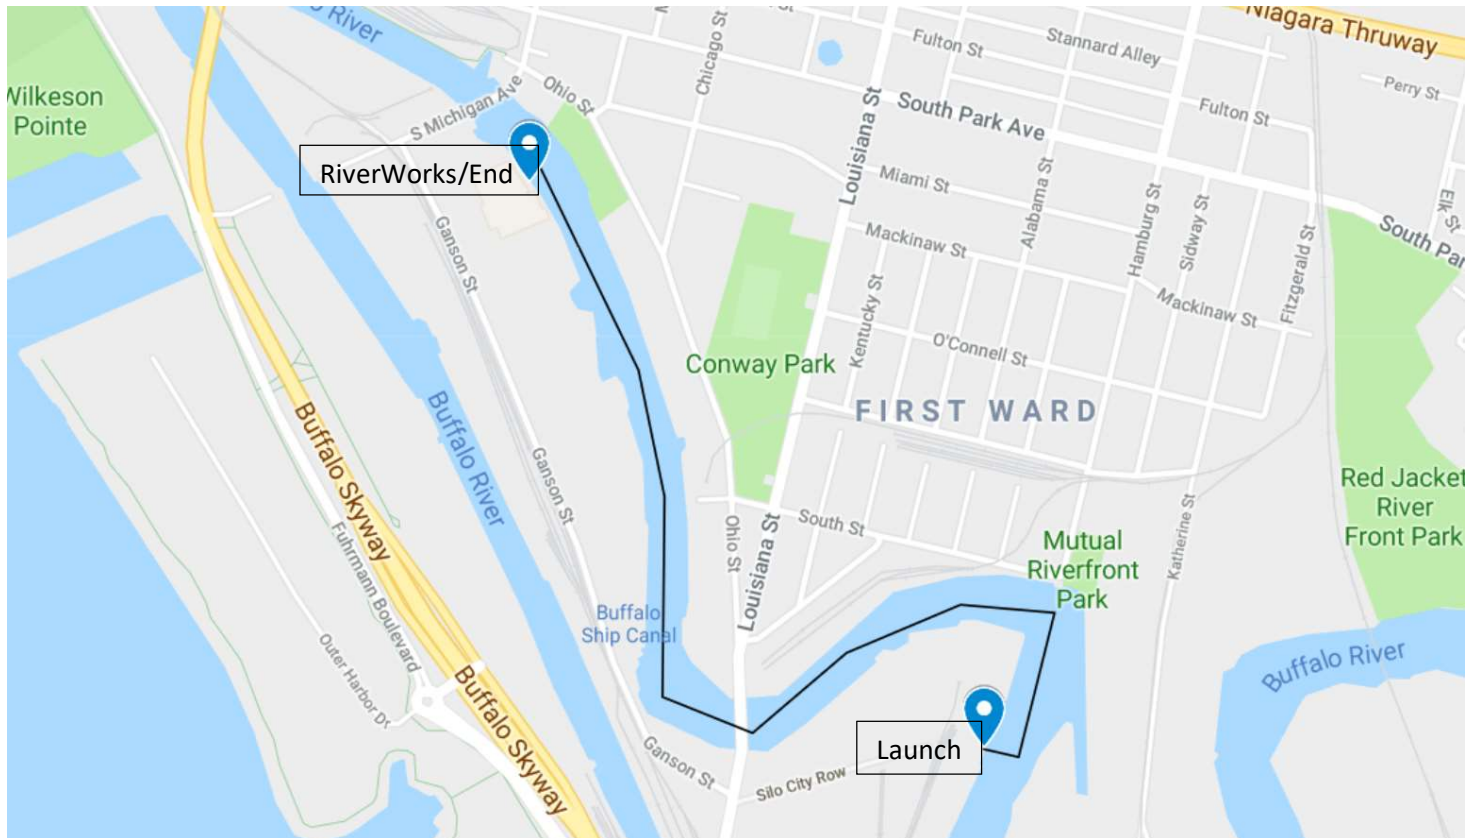 o River
Niagara Thruway
Fulton St
Stannard Alley
Perry St
Wilkeson
Pointe
S Michigan Ave
Ohio St
Chicago St
Louisiana St
South Park Ave
Fulton St
RiverWorks/End
Miami St
Alabama St
Hamburg St
Sidway St
Fitzgerald St
Elk St
South Par
Ganson St
Mackinaw St
Mackinaw St
Kentucky St
O'Connell St
Conway Park
FIRST WARD
Buffalo Skyway
Buffalo River
Ganson St
Red Jacket
River
Front Park
Ohio St
Louisiana St
South St
Mutual
Riverfront
Park
Katherine St
Fuhrmann Boulevard
Buffalo
Ship Canal
Outer Harbor Dr
Buffalo River
Buffalo Skyway
Ganson St
Launch
Silo City Row